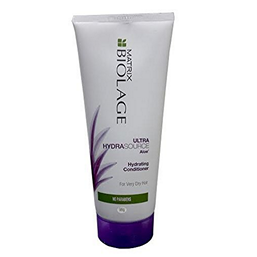 MATRIX
BIOLAGE
ULTRA
HYDRASOURCE
Aloe
Hydrating
Conditioner
For Very Dry Hair
NO PARABENS